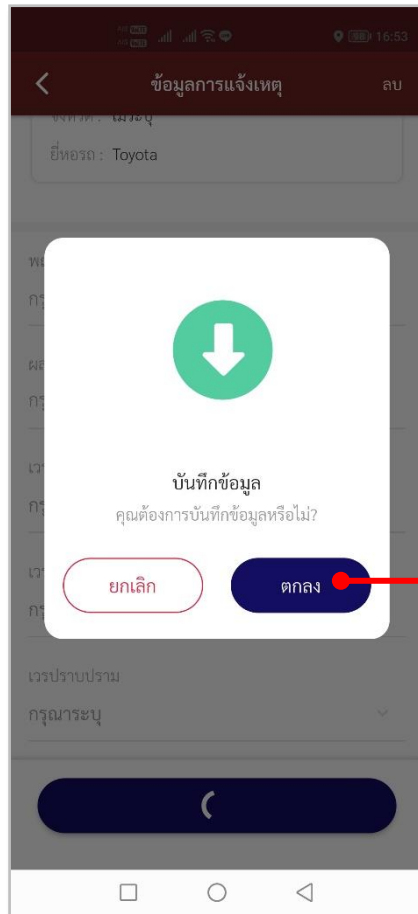 16:53
ข้อมูลการแจ้งเหตุ
ลบ
ยี่ห้อรถ : Toyota
บันทึกข้อมูล
คุณต้องการบันทึกข้อมูลหรือไม่?
ยกเลิก
ตกลง
เวรปราบปราม
กรุณาระบุ